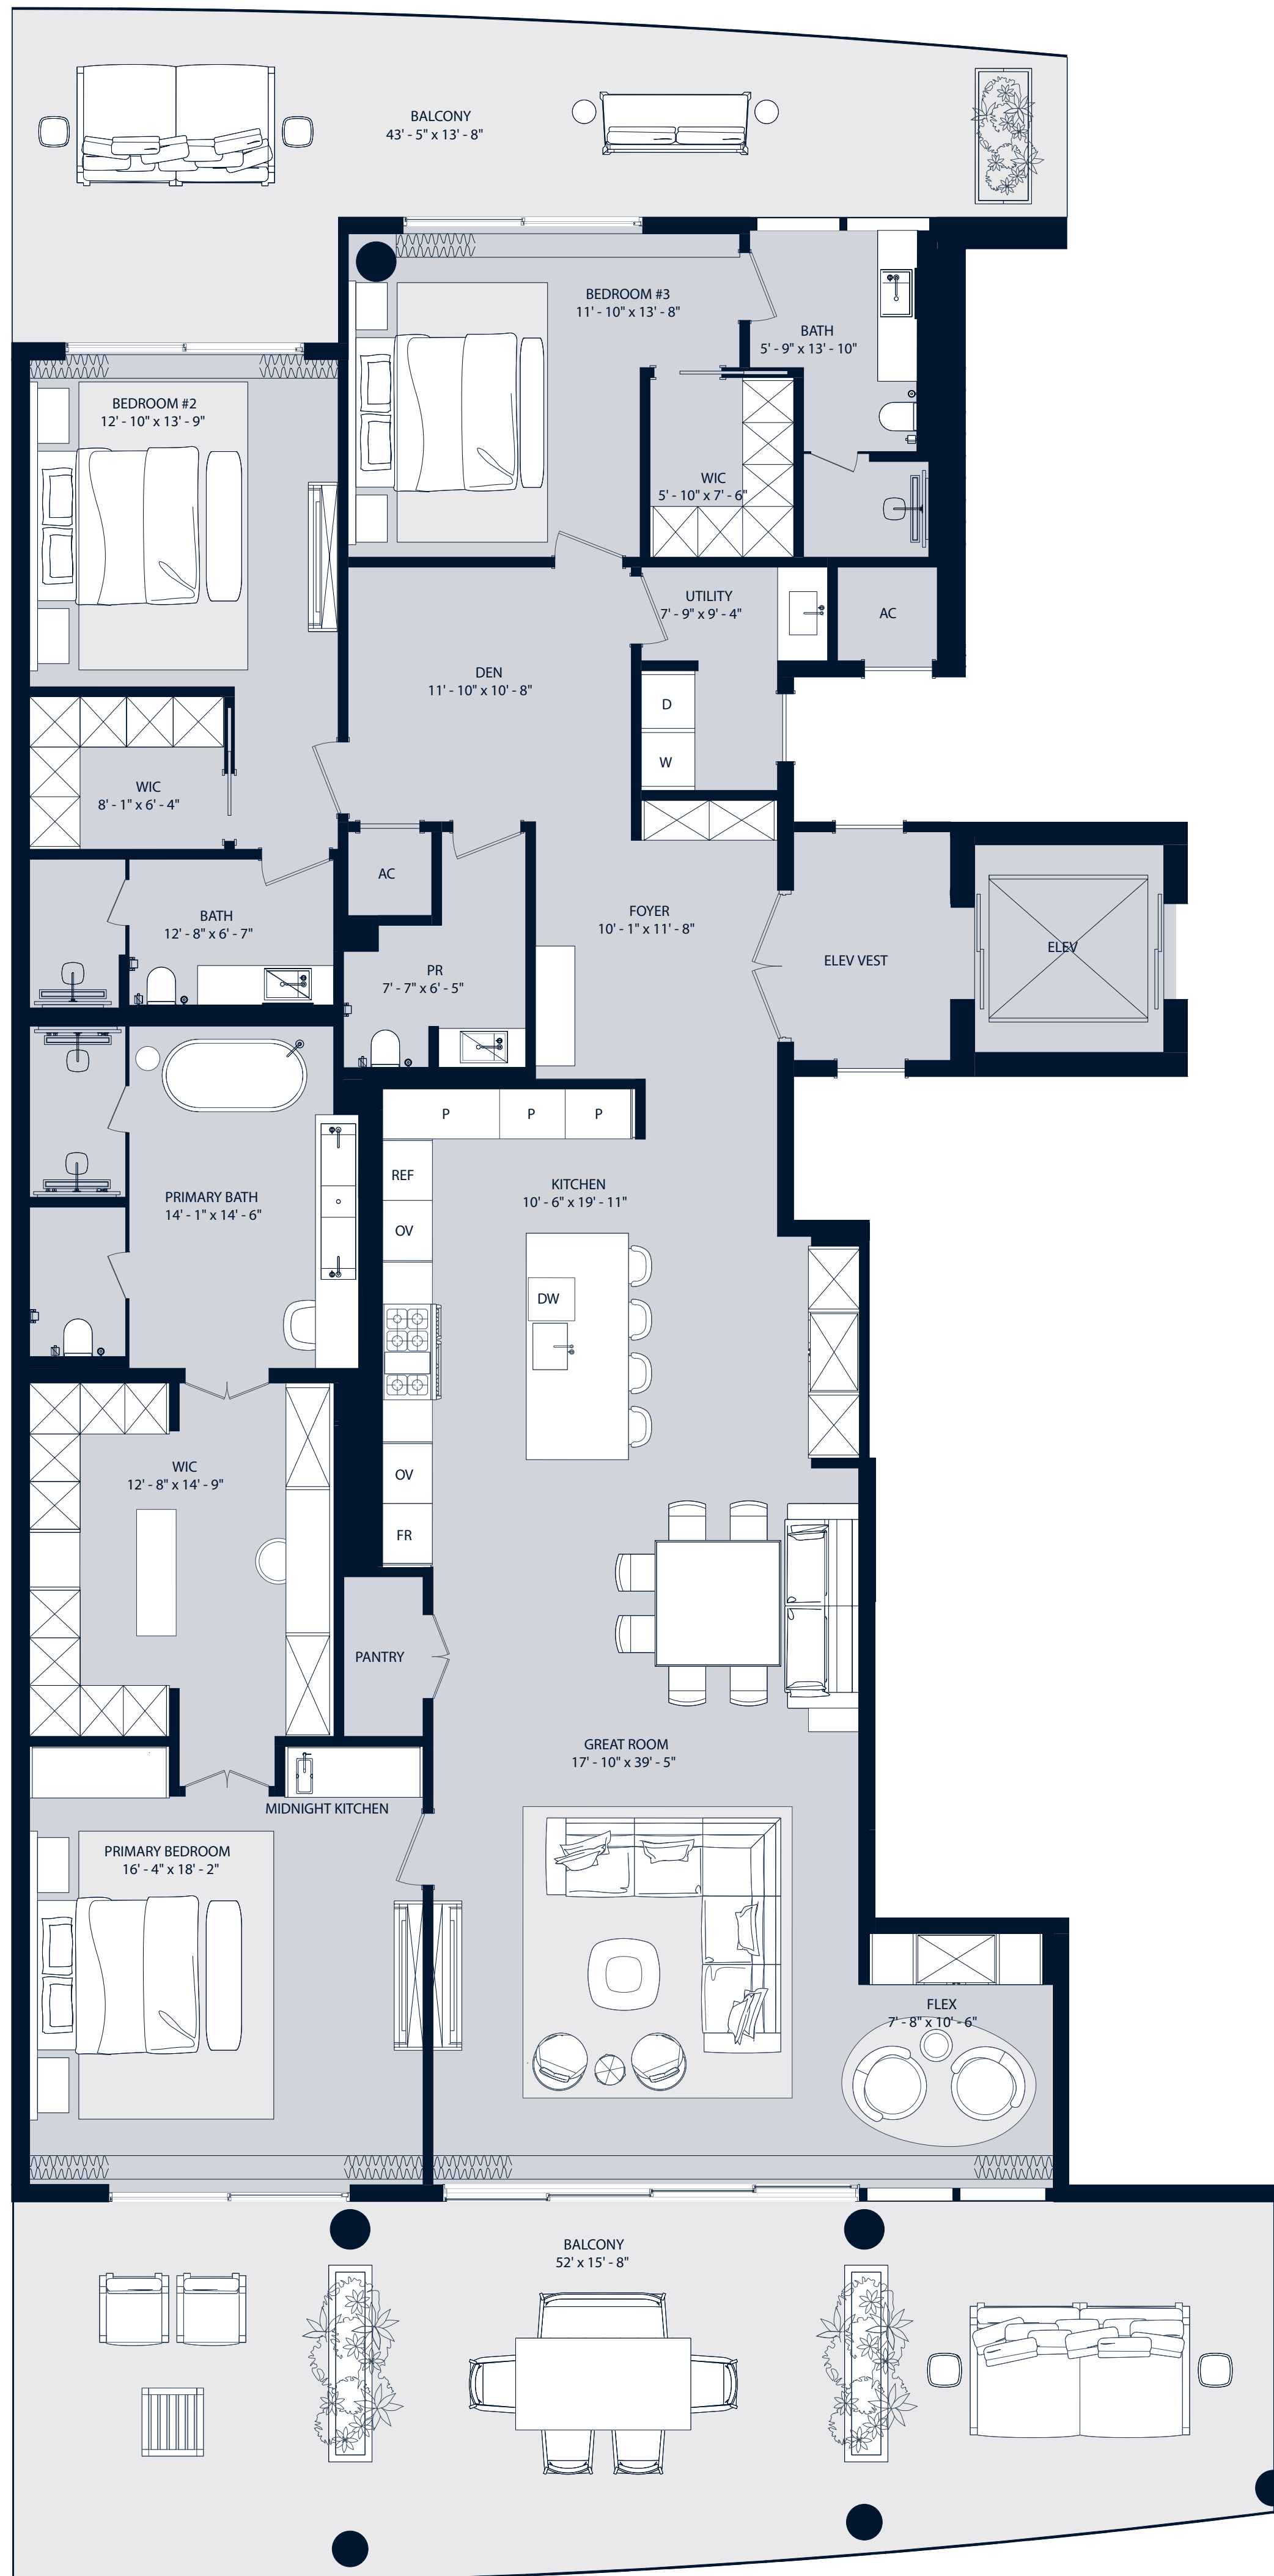 BALCONY
43' - 5" x 13' - 8"
BEDROOM #3
11' - 10" x 13' - 8"
BATH
5' - 9" x 13' - 10"
BEDROOM #2
12' - 10" x 13' - 9"
WIC
5' - 10" x 7' - 6"
UTILITY
7' - 9" x 9' - 4"
AC
DEN
11' - 10" x 10' - 8"
D
W
WIC
8' - 1" x 6' - 4"
AC
BATH
12' - 8" x 6' - 7"
FOYER
10' - 1" x 11' - 8"
ELEV VEST
ELEV
PR
7' - 7" x 6' - 5"
P
P
P
REF
OV
KITCHEN
10' - 6" x 19' - 11"
PRIMARY BATH
14' - 1" x 14' - 6"
DW
WIC
12' - 8" x 14' - 9"
OV
FR
PANTRY
GREAT ROOM
17' - 10" x 39' - 5"
MIDNIGHT KITCHEN
PRIMARY BEDROOM
16' - 4" x 18' - 2"
FLEX
7' - 8" x 10' - 6"
BALCONY
52' x 15' - 8"